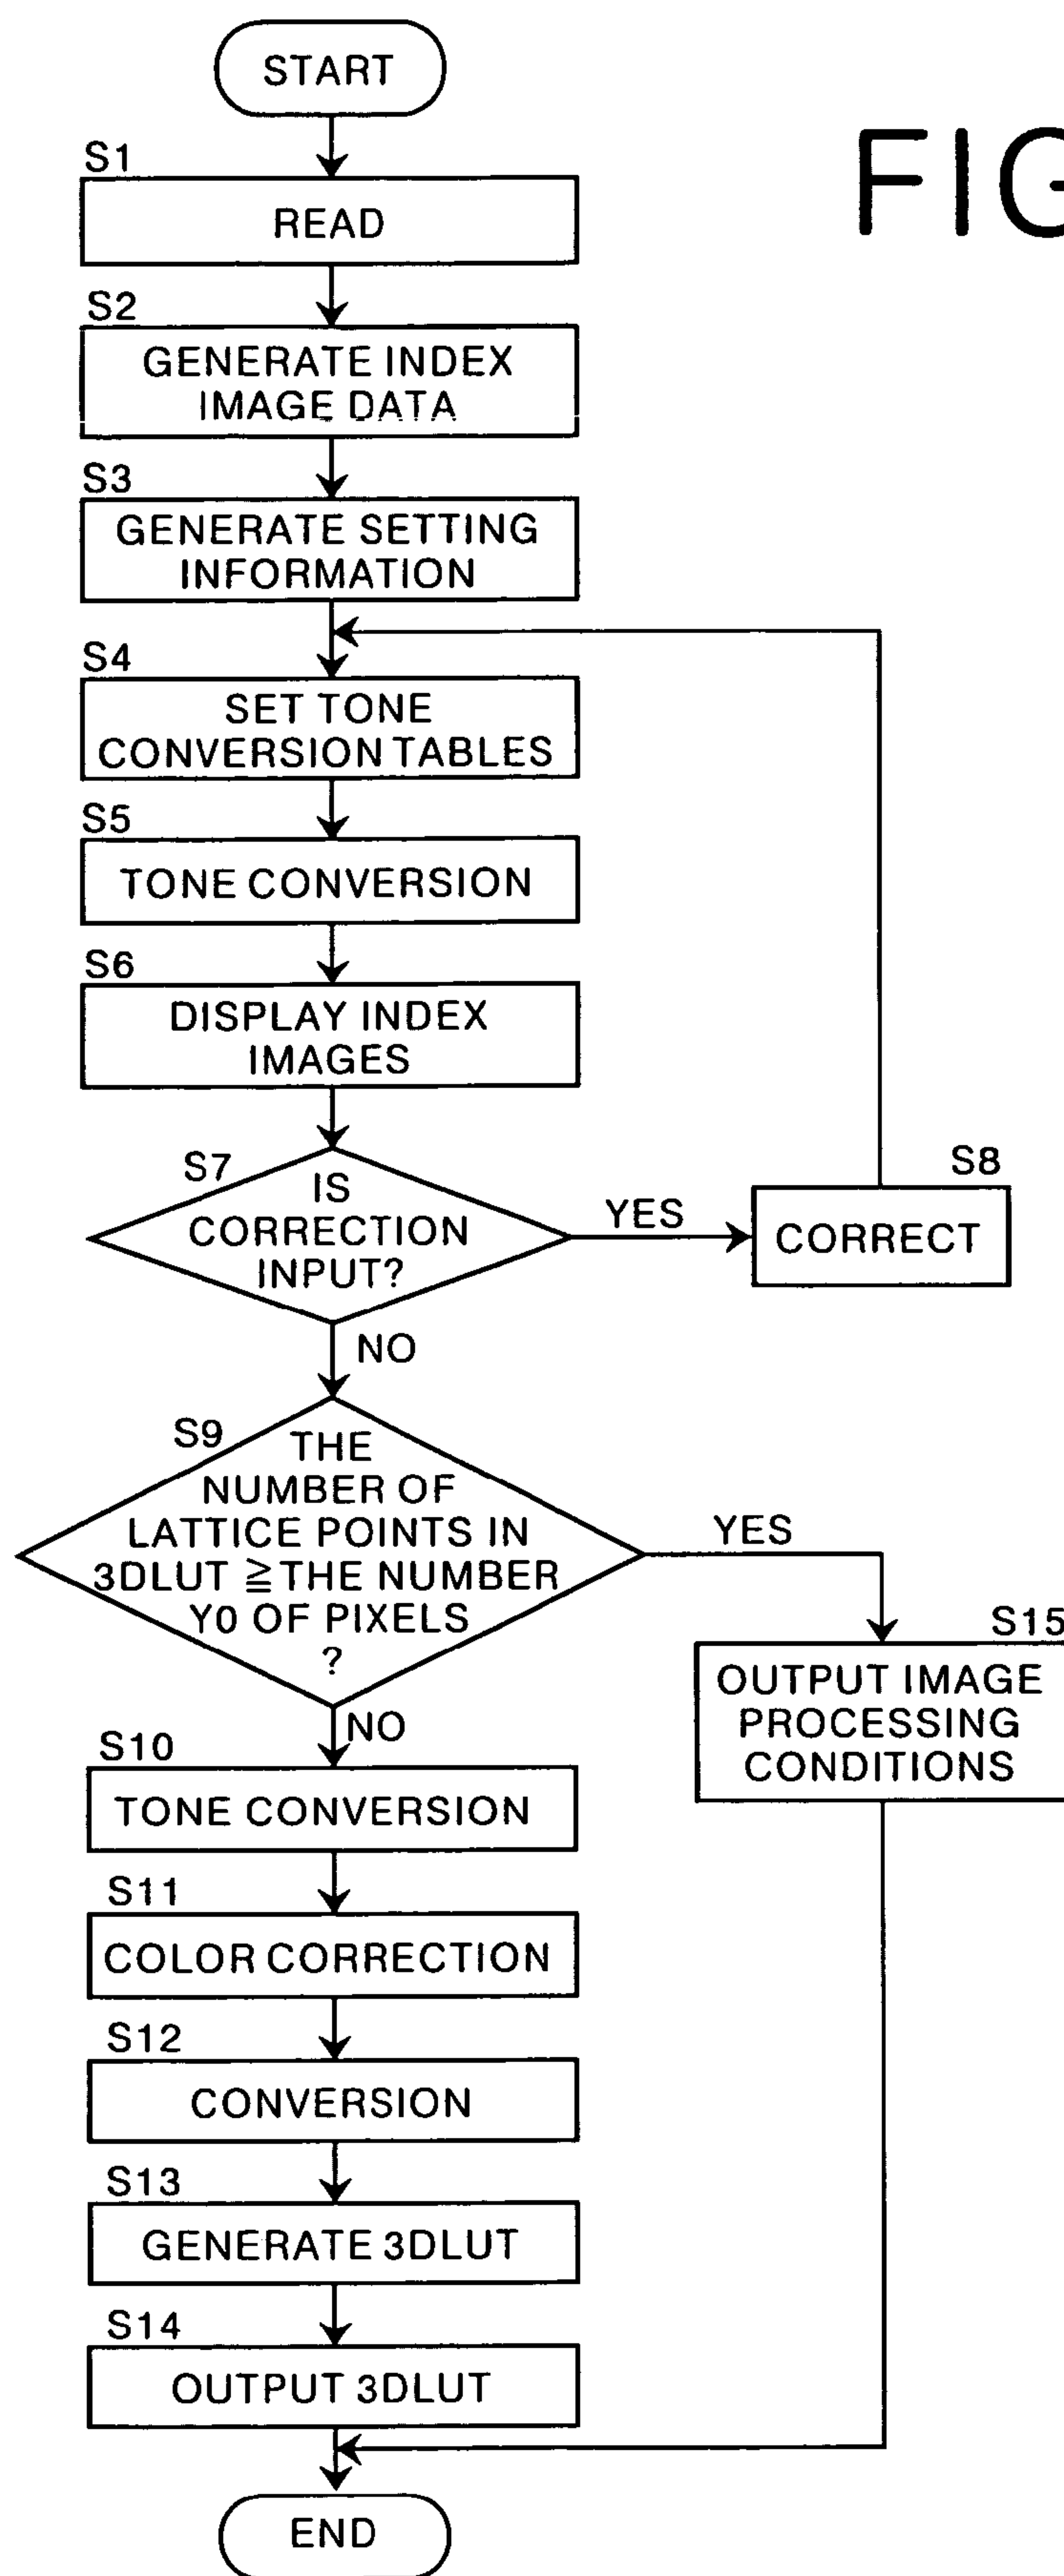 START
FIG
S1
READ
S2
GENERATE INDEX
IMAGE DATA
S3
GENERATE SETTING
INFORMATION
S4
SET TONE
CONVERSION TABLES
S5
TONE CONVERSION
S6
DISPLAY INDEX
IMAGES
S7
IS
CORRECTION
INPUT?
YES
S8
CORRECT
NO
S9
THE
NUMBER OF
LATTICE POINTS IN
3DLUT ≧ THE NUMBER
Y0 OF PIXELS
?
YES
S15
OUTPUT IMAGE
PROCESSING
CONDITIONS
NO
S10
TONE CONVERSION
S11
COLOR CORRECTION
S12
CONVERSION
S13
GENERATE 3DLUT
S14
OUTPUT 3DLUT
END